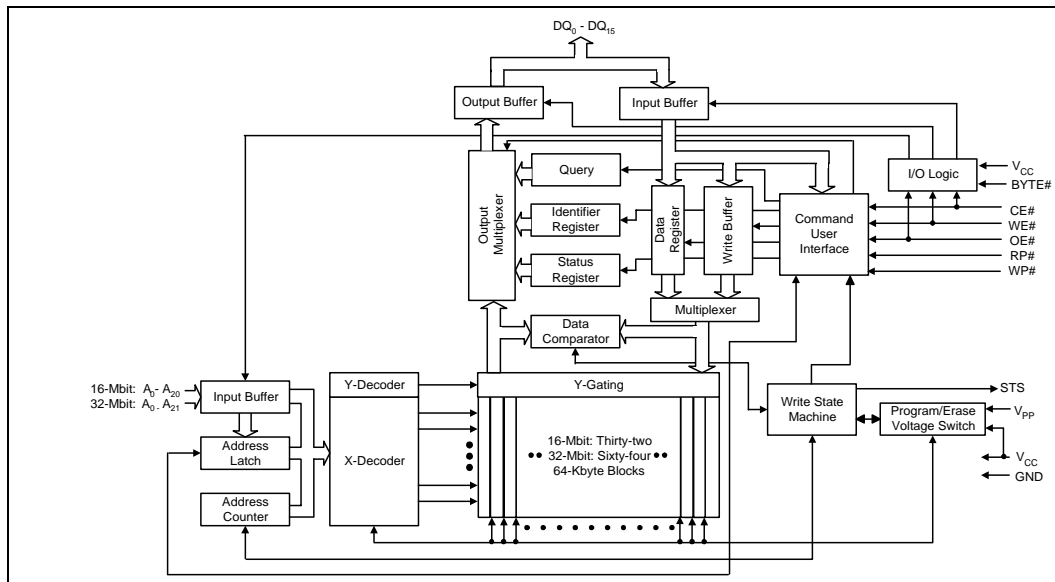 DQ0 - DQ15
Output Buffer
Input Buffer
Output
Multiplexer
Query
Identifier
Register
Status
Register
Data
Register
Write Buffer
Command
User
Interface
I/O Logic
VCC
BYTE#
CE#
WE#
OE#
RP#
WP#
Multiplexer
Data
Comparator
16-Mbit: A0- A20
32-Mbit: A0 - A21
Input Buffer
Address
Latch
Address
Counter
Y-Decoder
X-Decoder
Y-Gating
16-Mbit: Thirty-two
32-Mbit: Sixty-four
64-Kbyte Blocks
Write State
Machine
Program/Erase
Voltage Switch
STS
VPP
VCC
GND